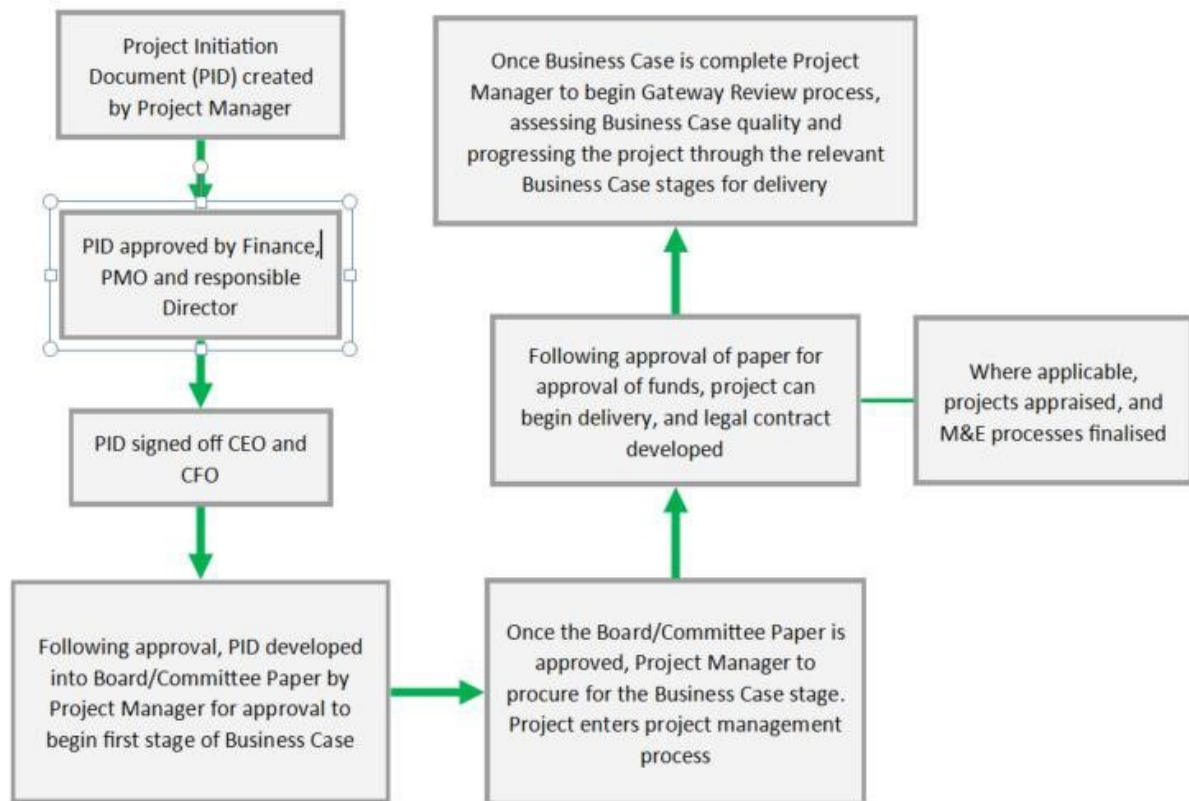 Project Initiation
Document (PID) created
by Project Manager
PID approved by Finance,
PMO and responsible
Director
PID signed off CEO and
CFO
Following approval, PID developed
into Board/Committee Paper by
Project Manager for approval to
begin first stage of Business Case
Once the Board/Committee Paper is
approved, Project Manager to
procure for the Business Case stage.
Project enters project management
process
Following approval of paper for
approval of funds, project can
begin delivery, and legal contract
developed
Where applicable,
projects appraised, and
M&E processes finalised
Once Business Case is complete Project
Manager to begin Gateway Review process,
assessing Business Case quality and
progressing the project through the relevant
Business Case stages for delivery